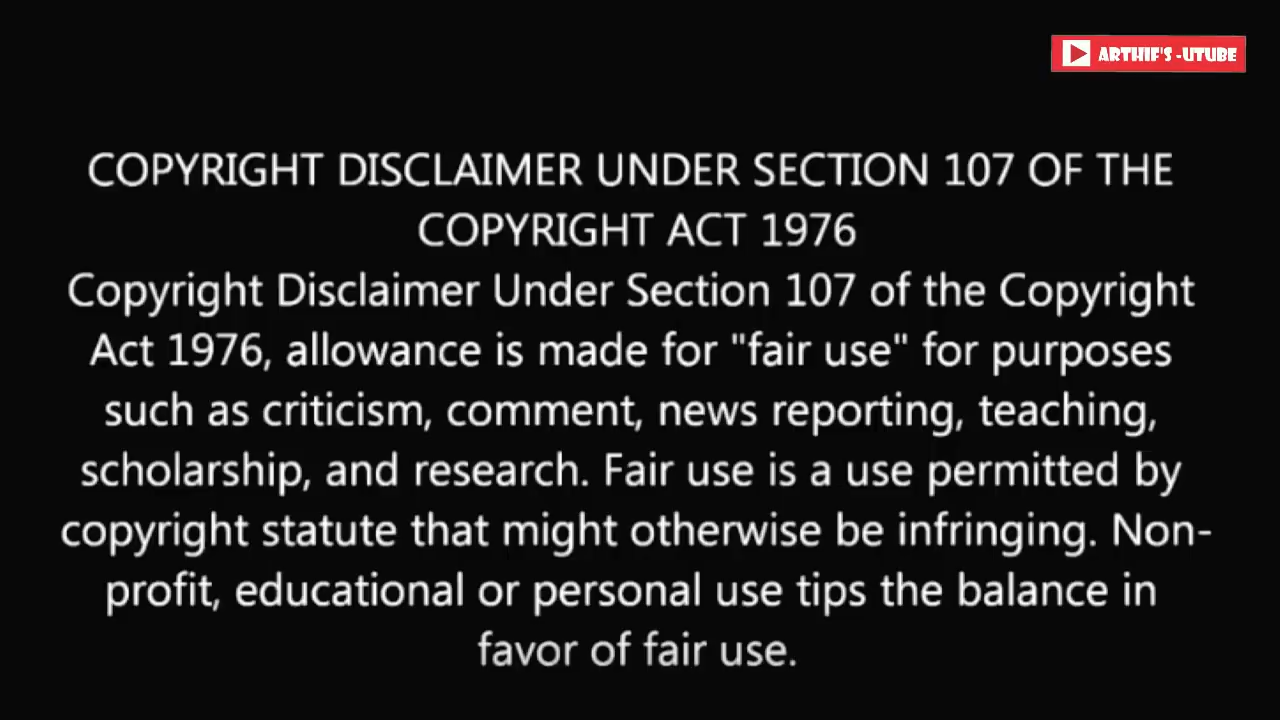 ARTHIF'S -UTUBE
COPYRIGHT DISCLAIMER UNDER SECTION 107 OF THE
COPYRIGHT ACT 1976
Copyright Disclaimer Under Section 107 of the Copyright
Act 1976, allowance is made for "fair use" for purposes
such as criticism, comment, news reporting, teaching,
scholarship, and research. Fair use is a use permitted by
copyright statute that might otherwise be infringing. Non-
profit, educational or personal use tips the balance in
favor of fair use.